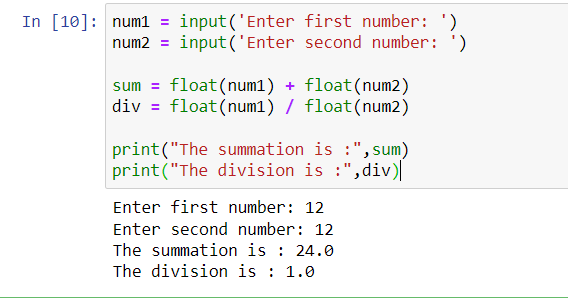 In [10]: num1 = input('Enter first number: ')
num2 = input('Enter second number: ')
sum = float(num1) + float(num2)
div = float(num1) / float(num2)
print("The summation is :",sum)
print("The division is :",div)
Enter first number: 12
Enter second number: 12
The summation is : 24.0
The division is : 1.0